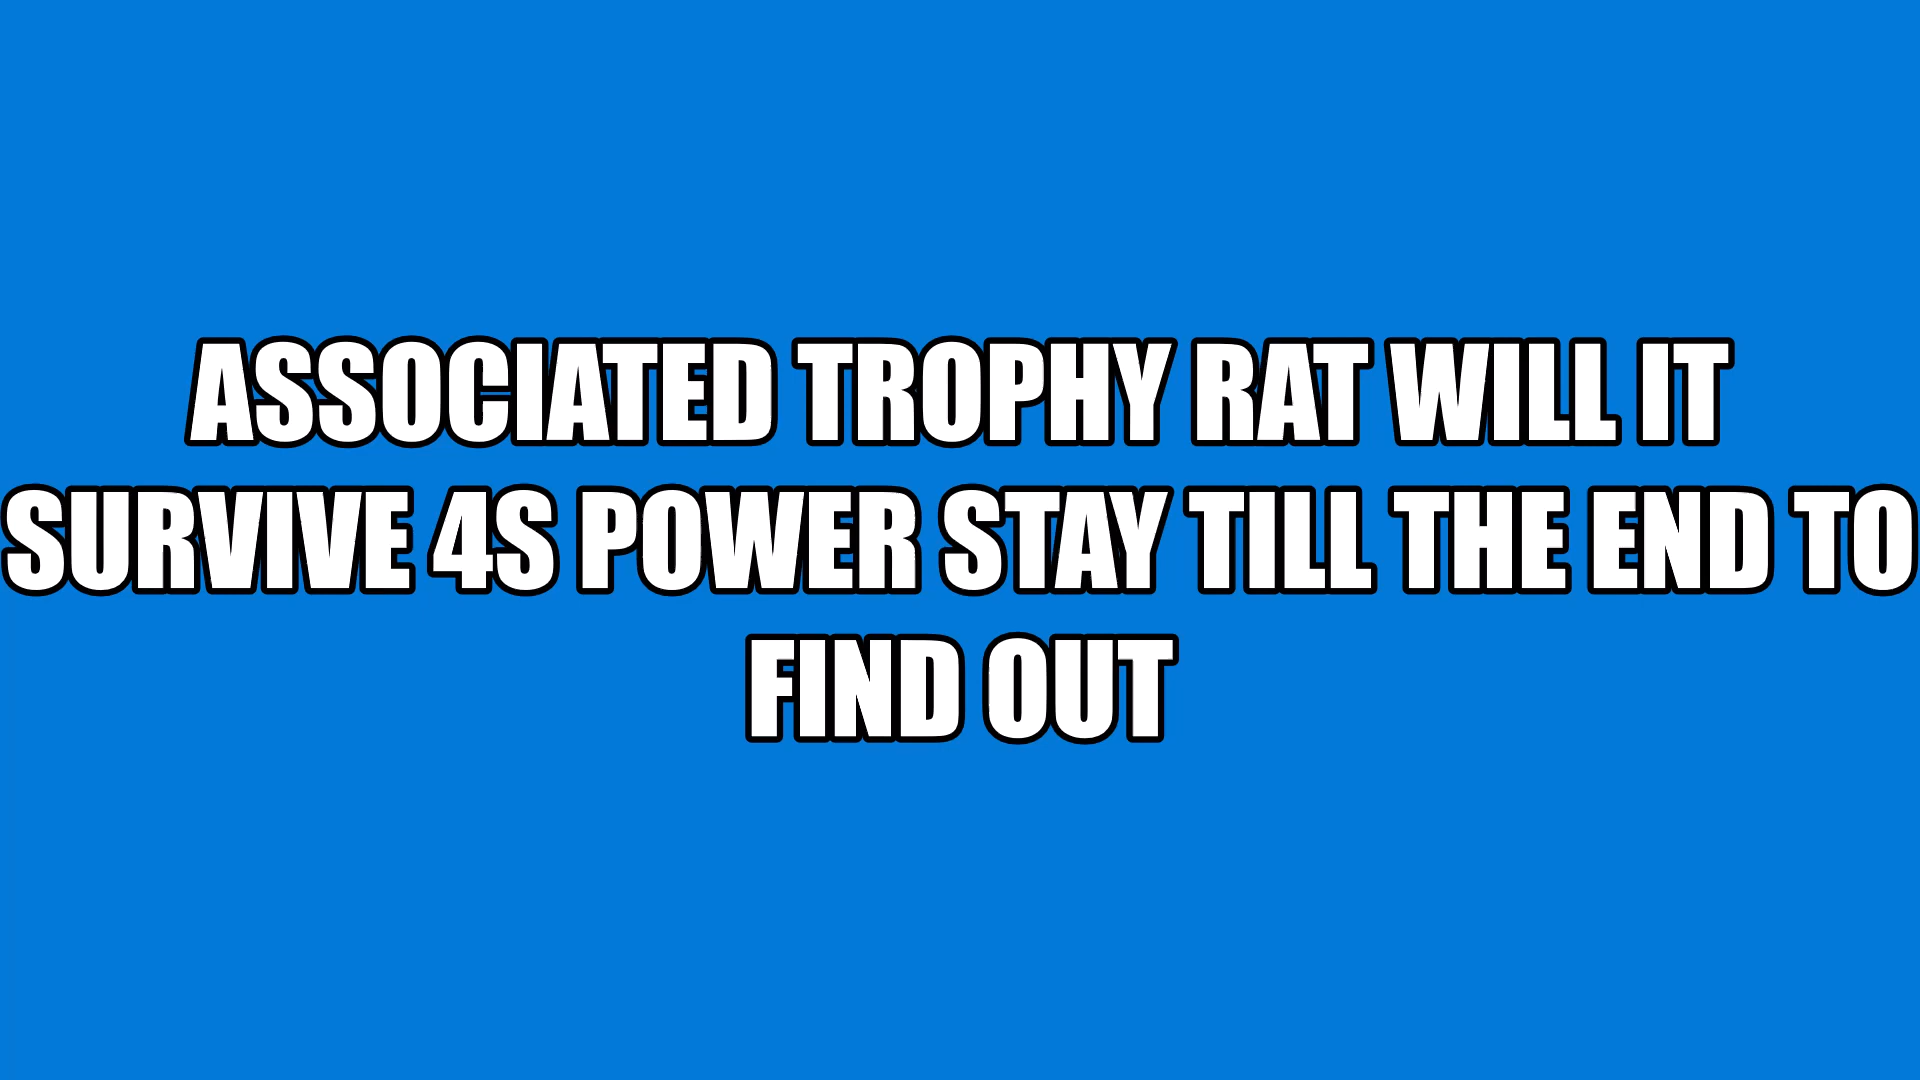 ASSOCIATED TROPHY RAT WILL IT
SURVIVE 4S POWER STAY TILL THE END TO
FIND OUT